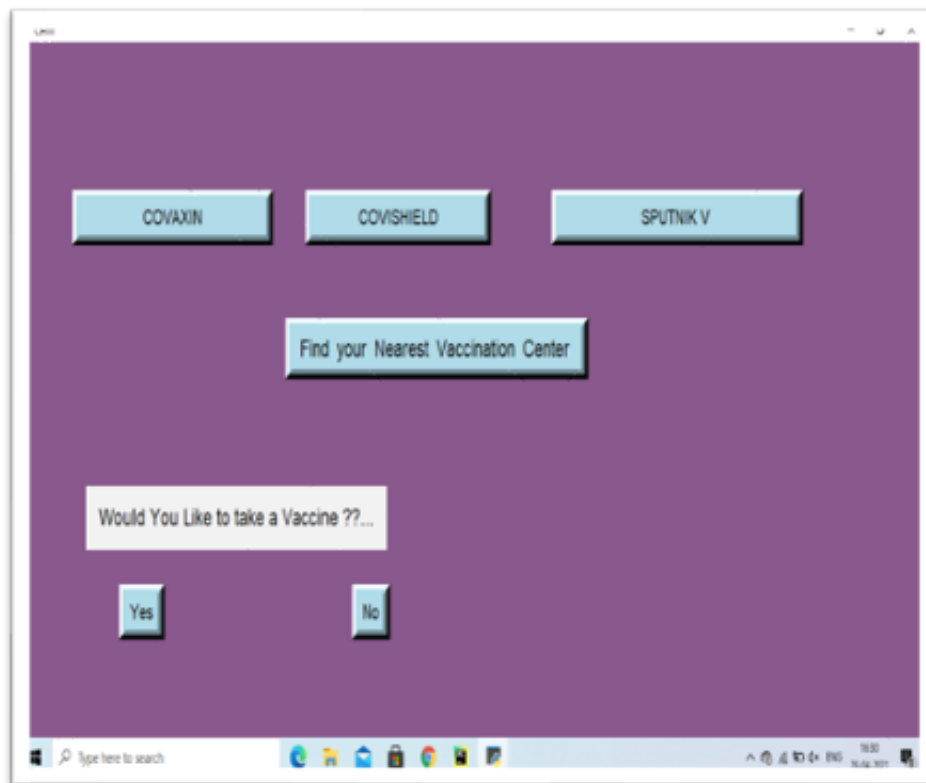 COVAXIN
COVISHIELD
SPUTNIK V
Find your Nearest Vaccination Center
Would You Like to take a Vaccine ??...
Yes
No
Type here to search
ENG